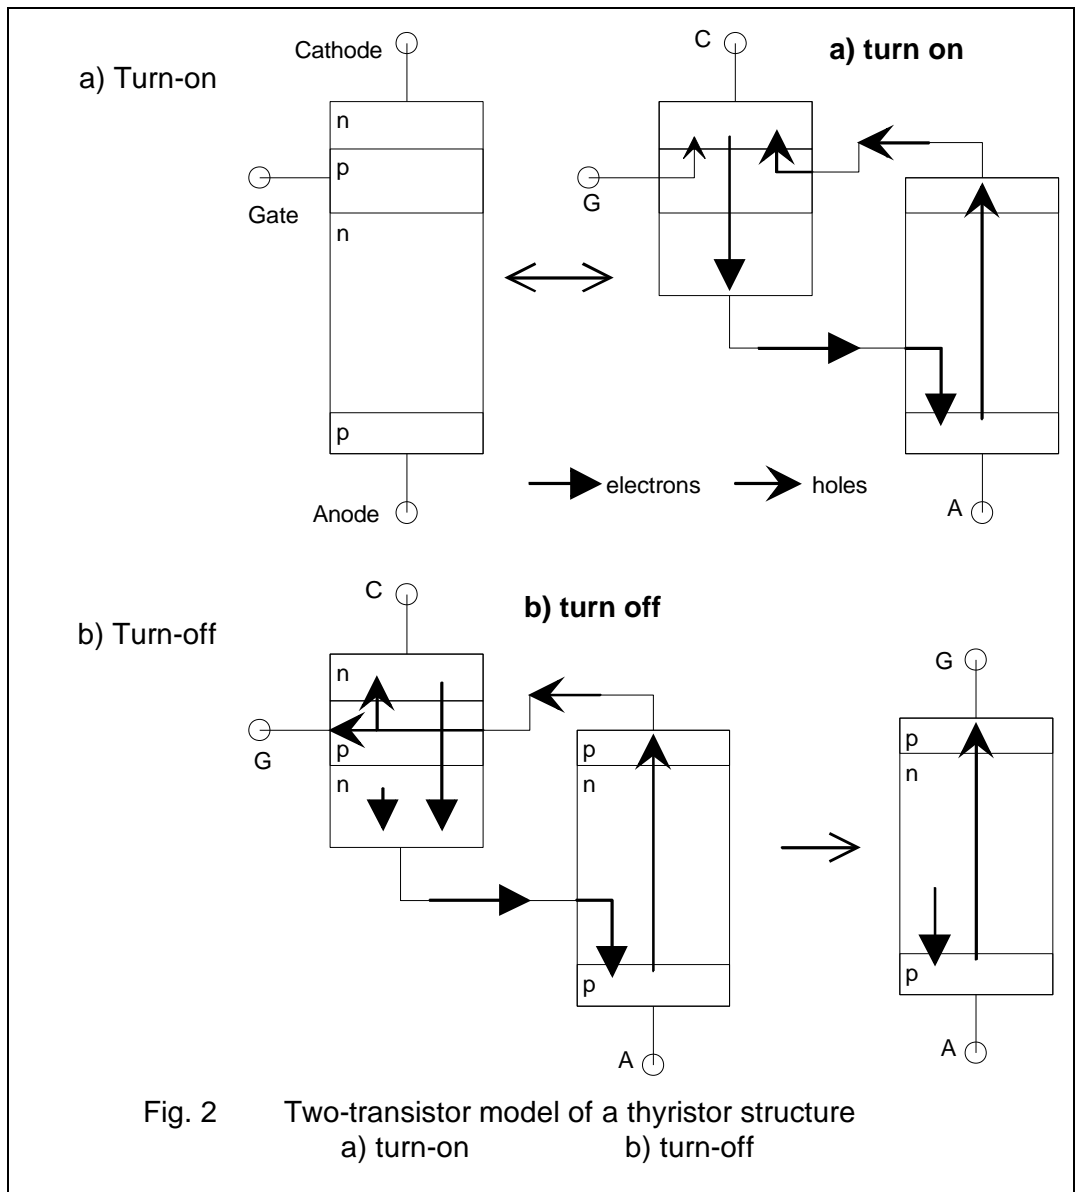 Cathode
C
a) turn on
a) Turn-on
n
p
Gate
G
n
p
electrons
holes
Anode
A
C
b) turn off
b) Turn-off
n
G
G
p
n
p
n
p
n
p
p
A
A
Fig. 2 Two-transistor model of a thyristor structure
a) turn-on b) turn-off